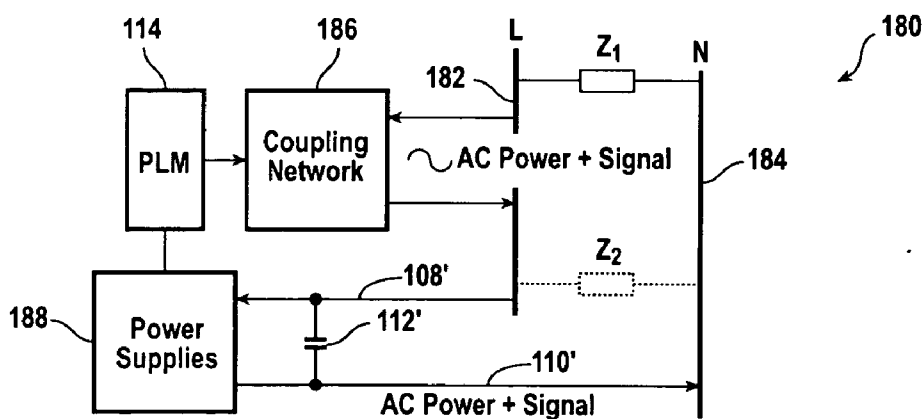 114
186
L
Z1
N
180
182
PLM
Coupling
Network
AC Power + Signal
184
Z2
108'
188
Power
Supplies
112'
110'
AC Power + Signal